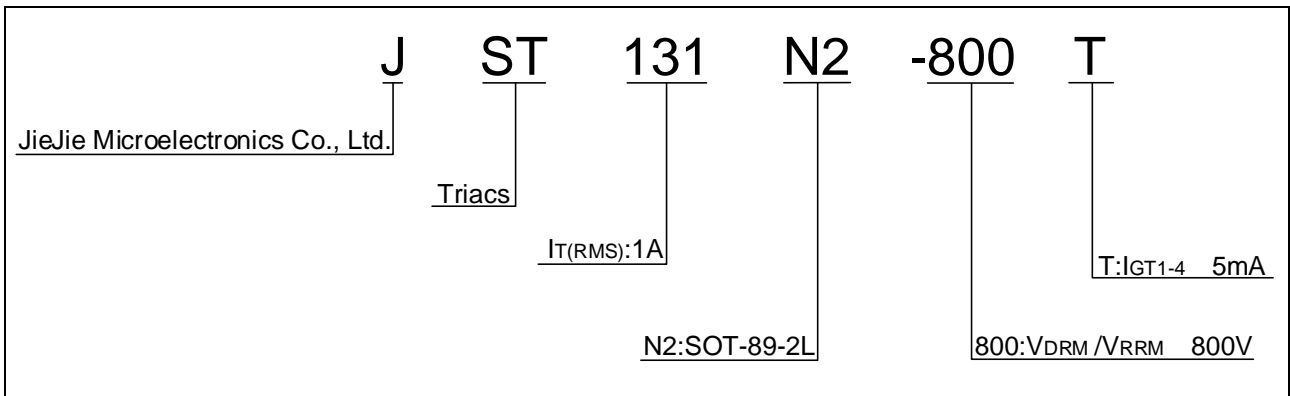 J ST 131 N2 -800 T
JieJie Microelectronics Co., Ltd.
Triacs
IT(RMS):1A
T:IGT1-4 5mA
N2:SOT-89-2L
800:VDRM /VRRM 800V